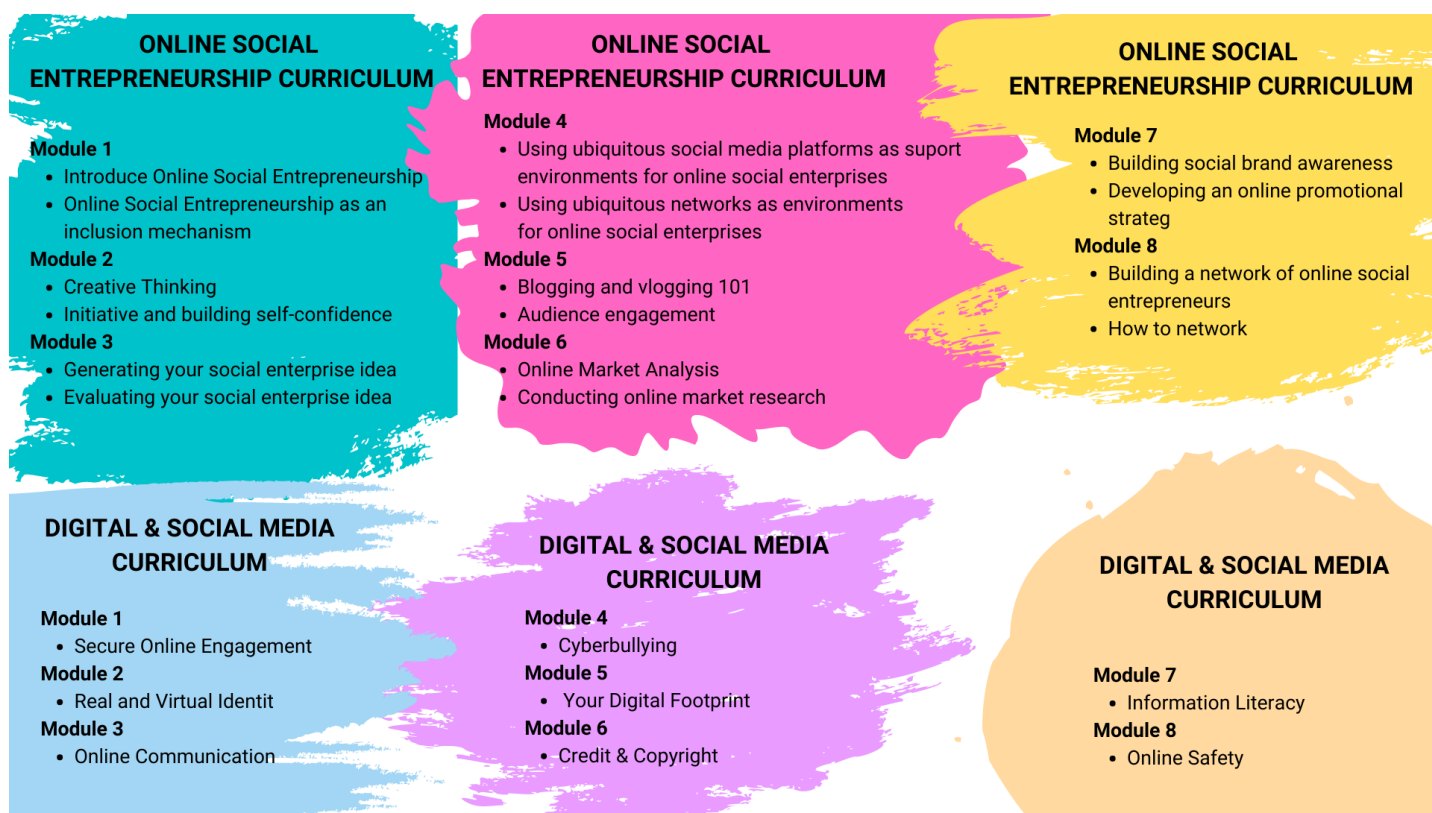 ONLINE SOCIAL
ENTREPRENEURSHIP CURRICULUM
Module 1
• Introduce Online Social Entrepreneurship
• Online Social Entrepreneurship as an
inclusion mechanism
Module 2
• Creative Thinking
• Initiative and building self-confidence
Module 3
• Generating your social enterprise idea
• Evaluating your social enterprise idea
ONLINE SOCIAL
ENTREPRENEURSHIP CURRICULUM
Module 4
• Using ubiquitous social media platforms as suport
environments for online social enterprises
• Using ubiquitous networks as environments
for online social enterprises
Module 5
• Blogging and vlogging 101
• Audience engagement
Module 6
• Online Market Analysis
• Conducting online market research
ONLINE SOCIAL
ENTREPRENEURSHIP CURRICULUM
Module 7
• Building social brand awareness
• Developing an online promotional
strateg
Module 8
• Building a network of online social
entrepreneurs
• How to network
DIGITAL & SOCIAL MEDIA
CURRICULUM
Module 1
• Secure Online Engagement
Module 2
• Real and Virtual Identit
Module 3
• Online Communication
DIGITAL & SOCIAL MEDIA
CURRICULUM
Module 4
• Cyberbullying
Module 5
• Your Digital Footprint
Module 6
• Credit & Copyright
DIGITAL & SOCIAL MEDIA
CURRICULUM
Module 7
• Information Literacy
Module 8
• Online Safety